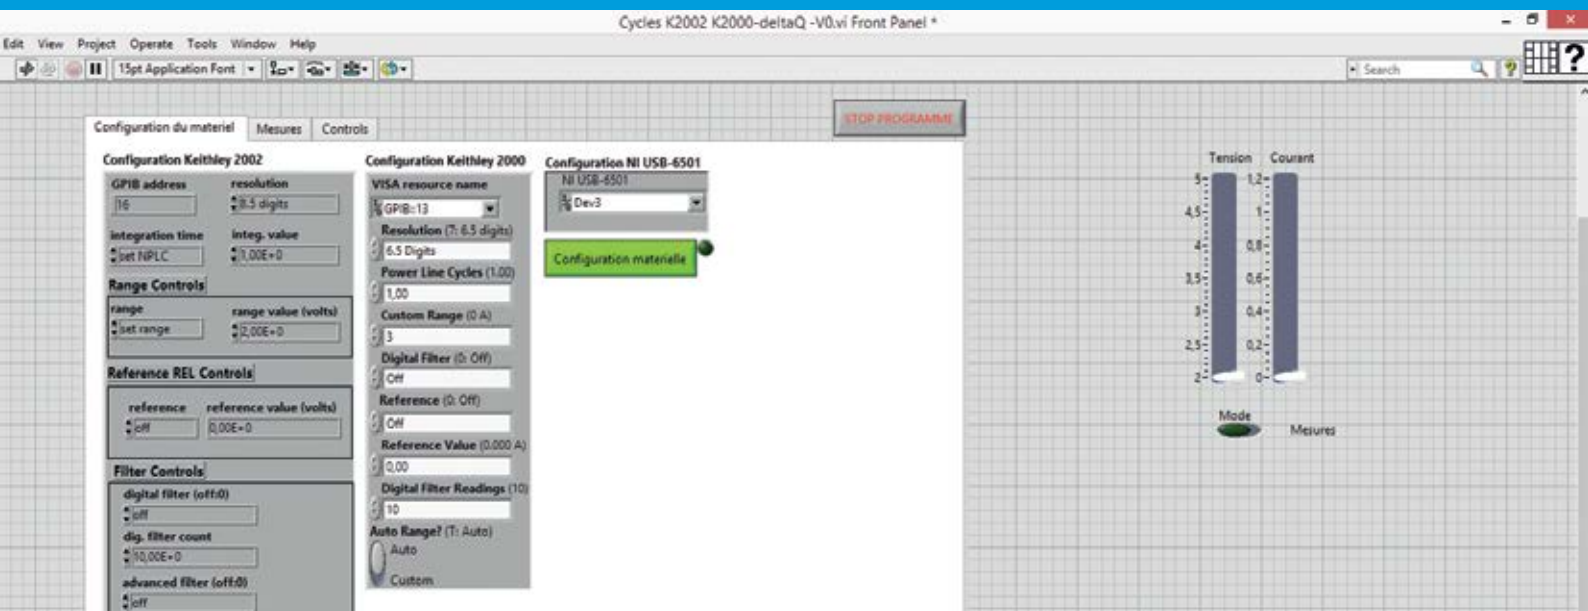 Cycles K2002 K2000-deltaQ -V0.vi Front Panel *
Edit View Project Operate Tools Window Help
15pt Application Font
Search
STOP PROGRAMME
Configuration du materiel Mesures Controls
Configuration Keithley 2002
GPIB address resolution
16 8.5 digits
integration time integ. value
set NPLC 1,00E+0
Range Controls
range range value (volts)
set range 2,00E+0
Reference REL Controls
reference reference value (volts)
off 0,00E+0
Filter Controls
digital filter (off:0)
off
dig. filter count
10,00E+0
advanced filter (off:0)
off
Configuration Keithley 2000
VISA resource name
GPIB::13
Resolution (7: 6.5 digits)
6.5 Digits
Power Line Cycles (1.00)
1,00
Custom Range (0 A)
3
Digital Filter (0: Off)
Off
Reference (0: Off)
Off
Reference Value (0.000 A)
0,00
Digital Filter Readings (10)
10
Auto Range? (T: Auto)
Auto
Custom
Configuration NI USB-6501
NI USB-6501
Dev3
Configuration materielle
Tension Courant
5 1,2
4,5 1
4 0,8
3,5 0,6
3 0,4
2,5 0,2
2 0
Mode
Mesures